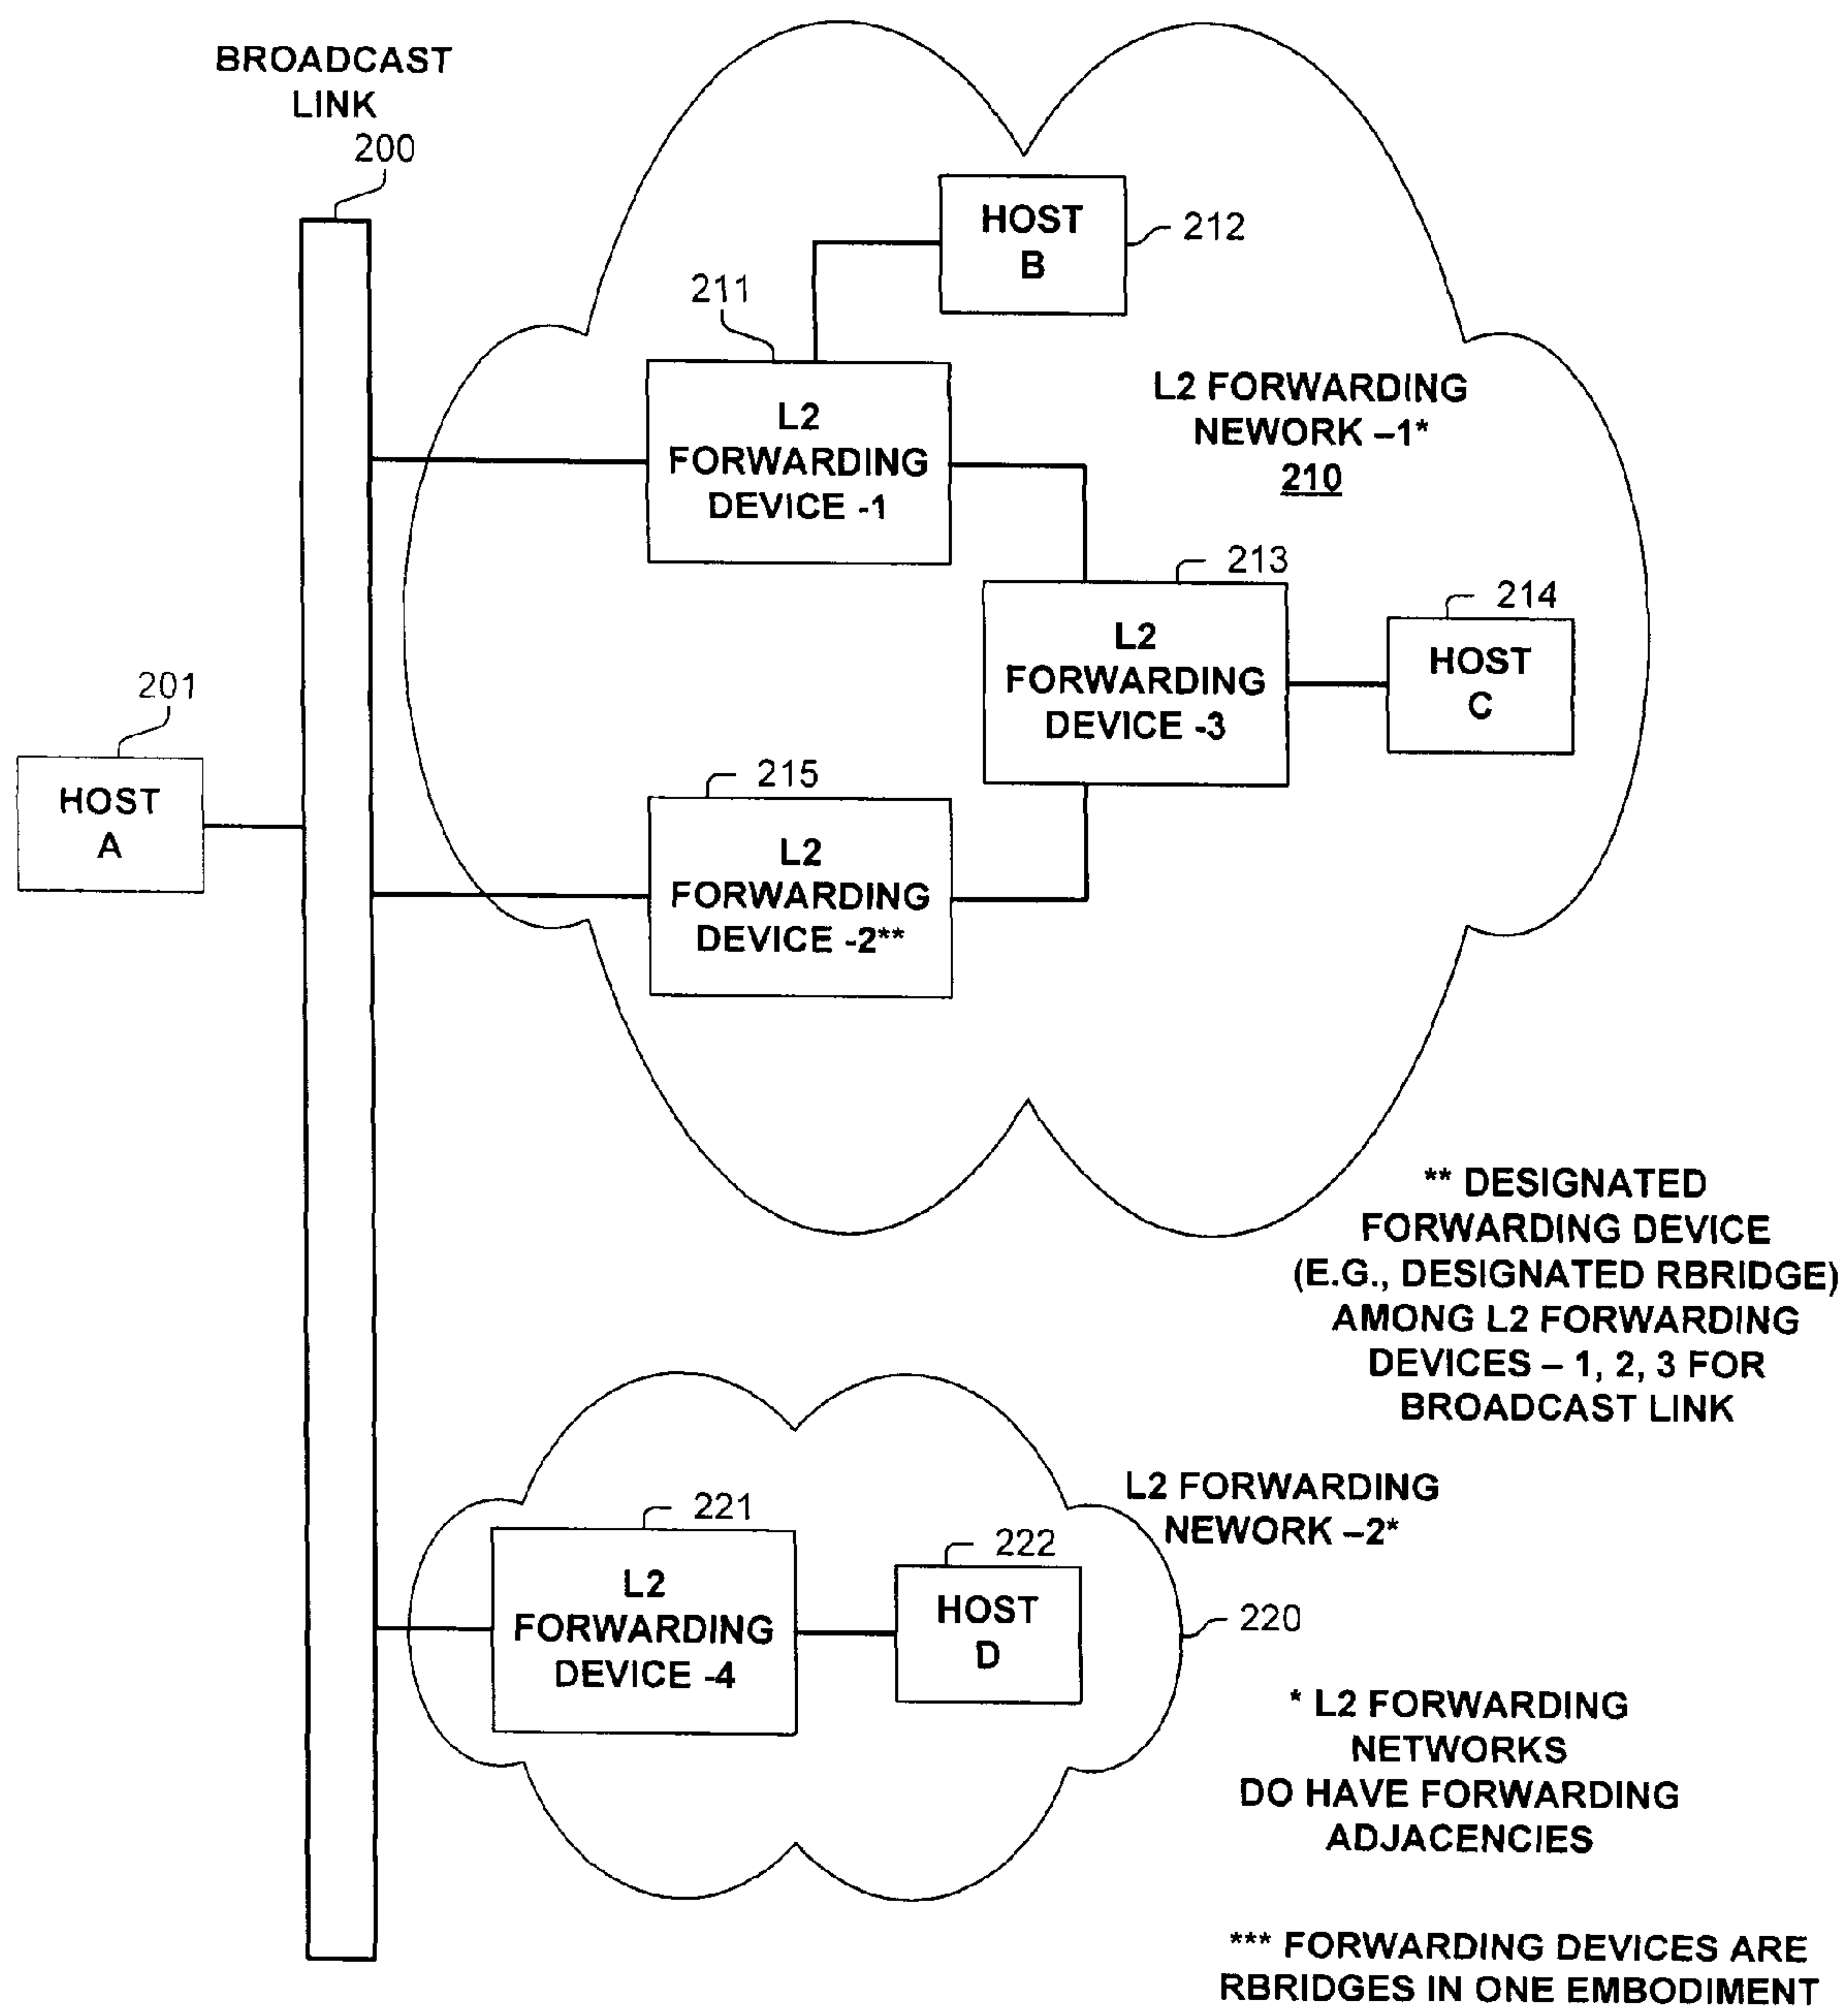 BROADCAST
LINK
200
HOST
B
212
211
L2
FORWARDING
DEVICE -1
L2 FORWARDING
NEWORK –1*
210
213
L2
FORWARDING
DEVICE -3
214
HOST
C
201
HOST
A
215
L2
FORWARDING
DEVICE -2**
** DESIGNATED
FORWARDING DEVICE
(E.G., DESIGNATED RBRIDGE)
AMONG L2 FORWARDING
DEVICES – 1, 2, 3 FOR
BROADCAST LINK
L2 FORWARDING
NEWORK –2*
221
L2
FORWARDING
DEVICE -4
222
HOST
D
220
* L2 FORWARDING
NETWORKS
DO HAVE FORWARDING
ADJACENCIES
*** FORWARDING DEVICES ARE
RBRIDGES IN ONE EMBODIMENT